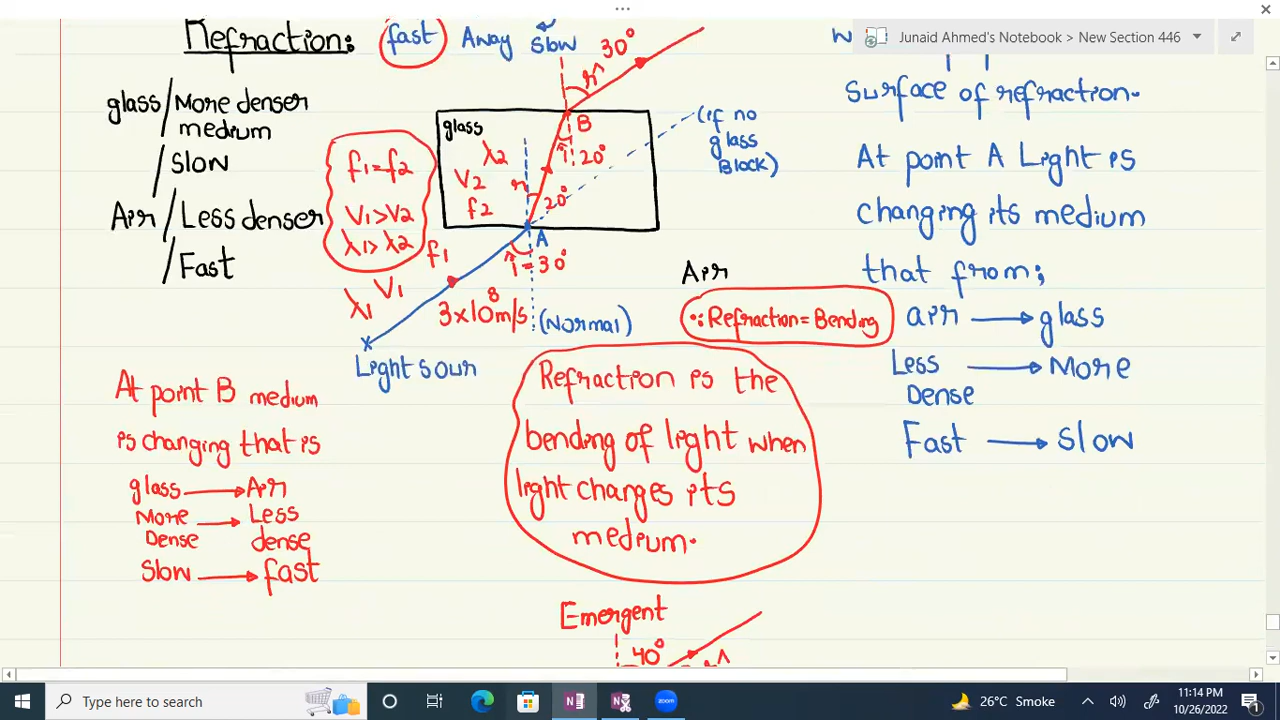 Junaid Ahmed's Notebook > New Section 446
Refraction:
fast Away Slow
30°
r^
glass/More denser
medium
/Slow
Air/Less denser
/Fast
f1=f2
V1>V2
λ1>λ2
glass
λ2
V2
f2
B
i:20°
r
20°
A
i=30°
(if no
glass
Block)
f1
λ1 V1
3x10⁸m/s
(Normal)
Light sour
Air
∵Refraction=Bending
Surface of refraction.
At point A Light is
changing its medium
that from;
air → glass
Less → More
Dense
Fast → Slow
At point B medium
is changing that is
glass → Air
More → Less
Dense dense
Slow → fast
Refraction is the
bending of light when
light changes its
medium.
Emergent
40°
Type here to search
26°C Smoke
11:14 PM
10/26/2022